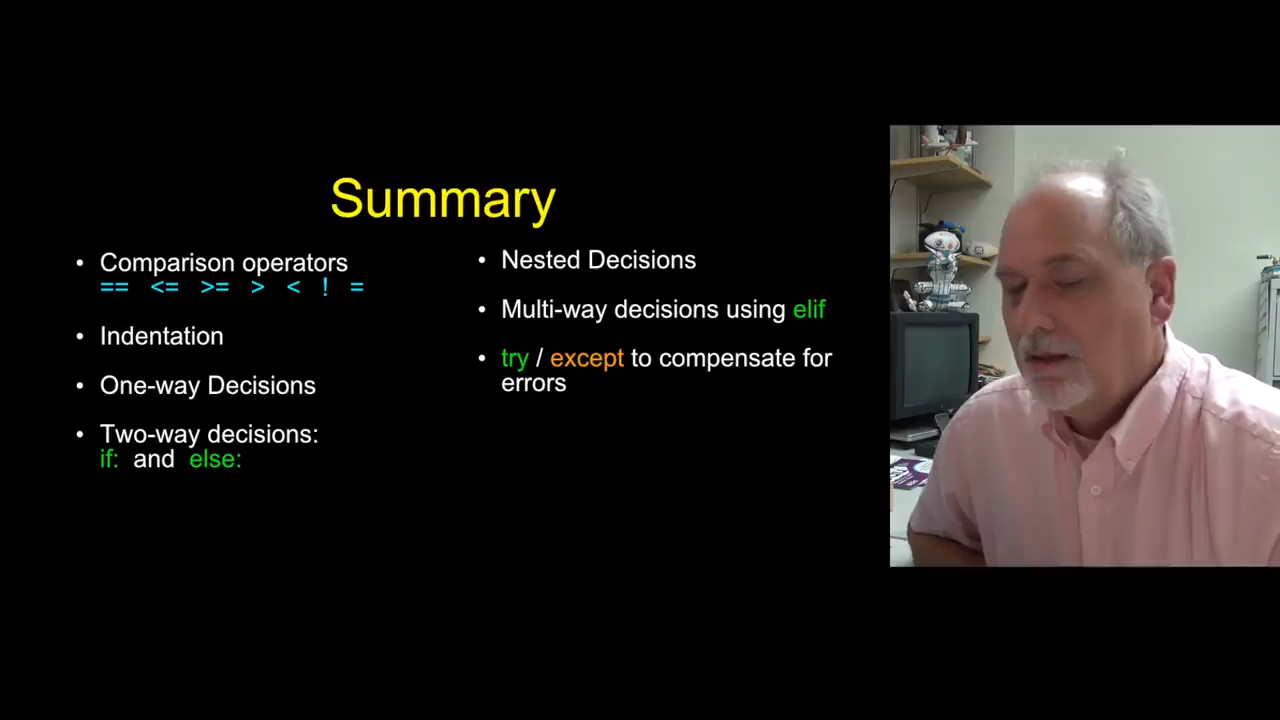 Summary
• Comparison operators
== <= >= > < ! =
• Indentation
• One-way Decisions
• Two-way decisions:
if: and else:
• Nested Decisions
• Multi-way decisions using elif
• try / except to compensate for
errors